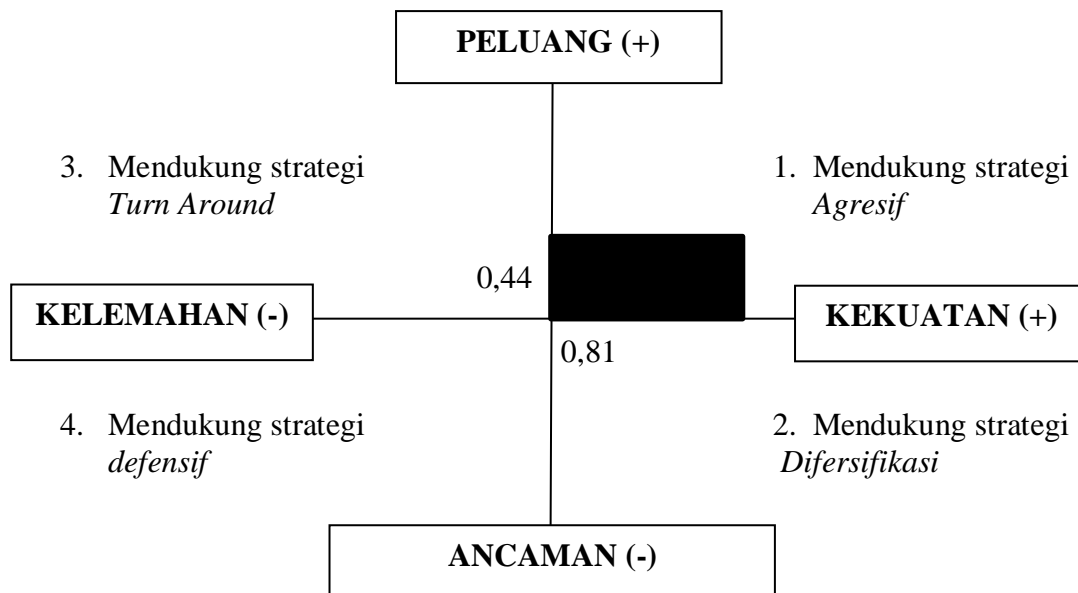 PELUANG (+)
3. Mendukung strategi
Turn Around
1. Mendukung strategi
Agresif
0,44
KELEMAHAN (-)
KEKUATAN (+)
0,81
4. Mendukung strategi
defensif
2. Mendukung strategi
Difersifikasi
ANCAMAN (-)